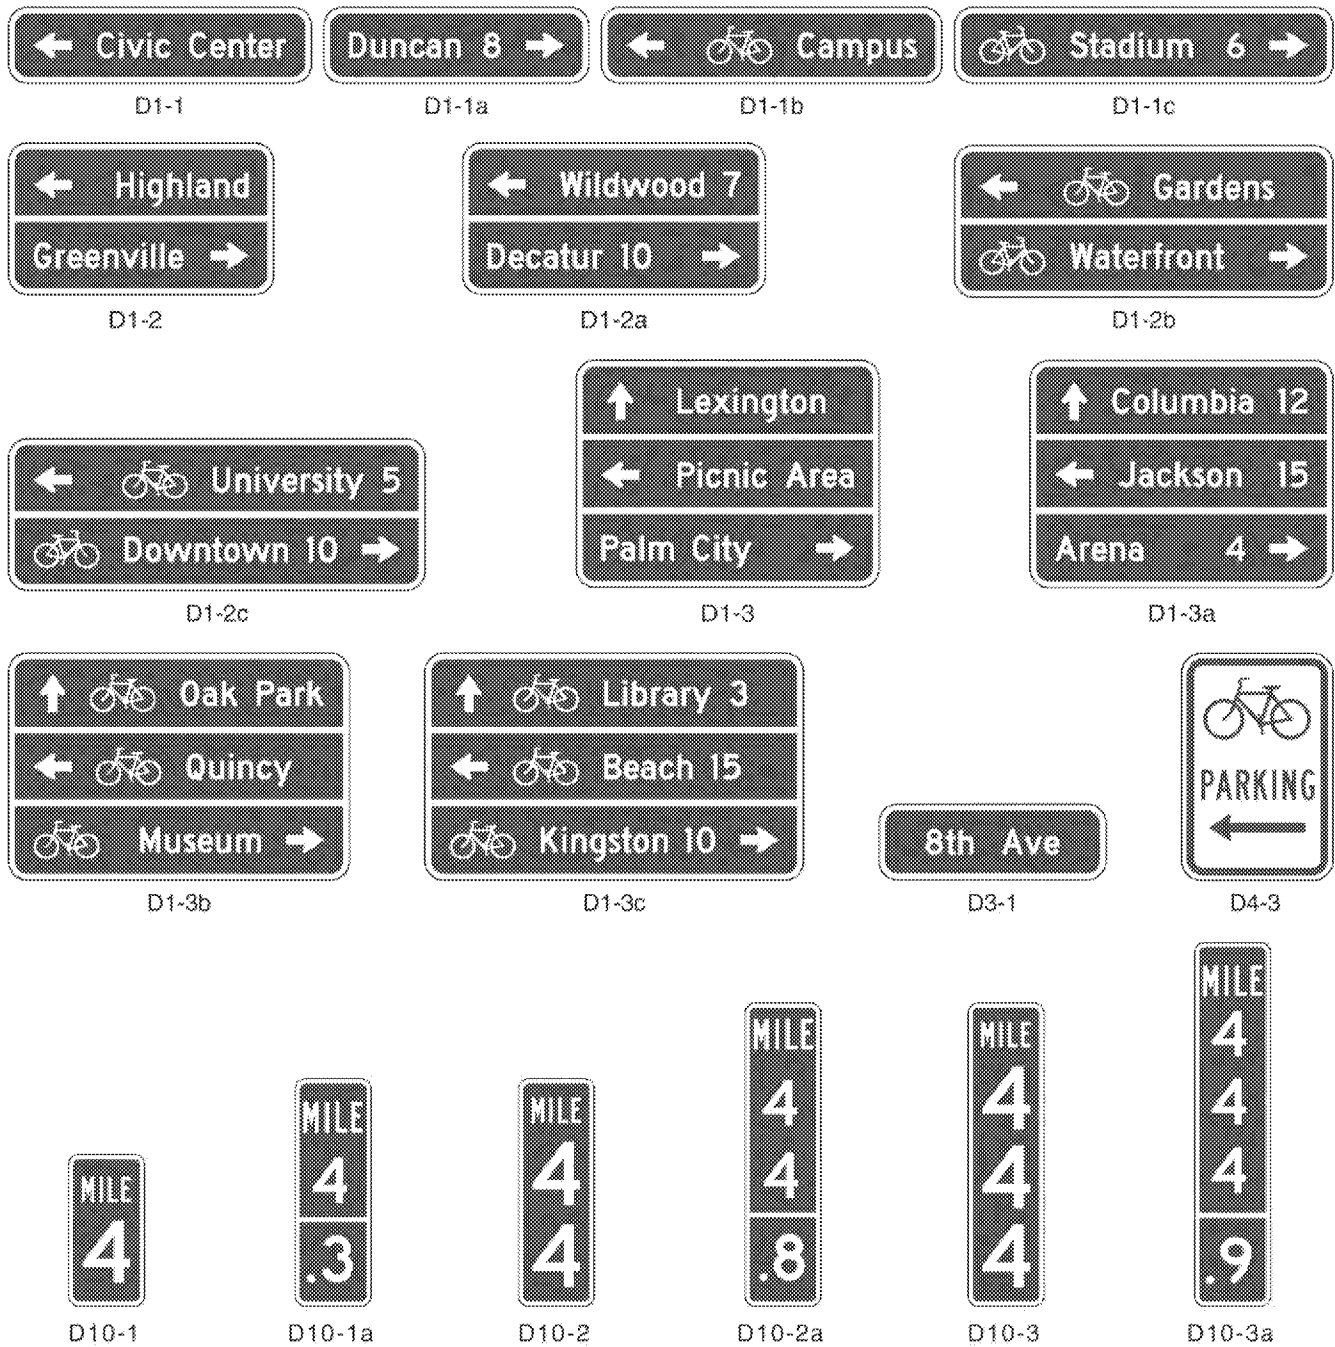 Civic Center
Duncan 8
Campus
Stadium 6
D1-1
D1-1a
D1-1b
D1-1c
Highland
Greenville
D1-2
Wildwood 7
Decatur 10
D1-2a
Gardens
Waterfront
D1-2b
University 5
Downtown 10
D1-2c
Lexington
Picnic Area
Palm City
D1-3
Columbia 12
Jackson 15
Arena 4
D1-3a
Oak Park
Quincy
Museum
D1-3b
Library 3
Beach 15
Kingston 10
D1-3c
8th Ave
D3-1
PARKING
D4-3
MILE
4
D10-1
MILE
4
.3
D10-1a
MILE
4
4
D10-2
MILE
4
4
.8
D10-2a
MILE
4
4
4
D10-3
MILE
4
4
4
.9
D10-3a